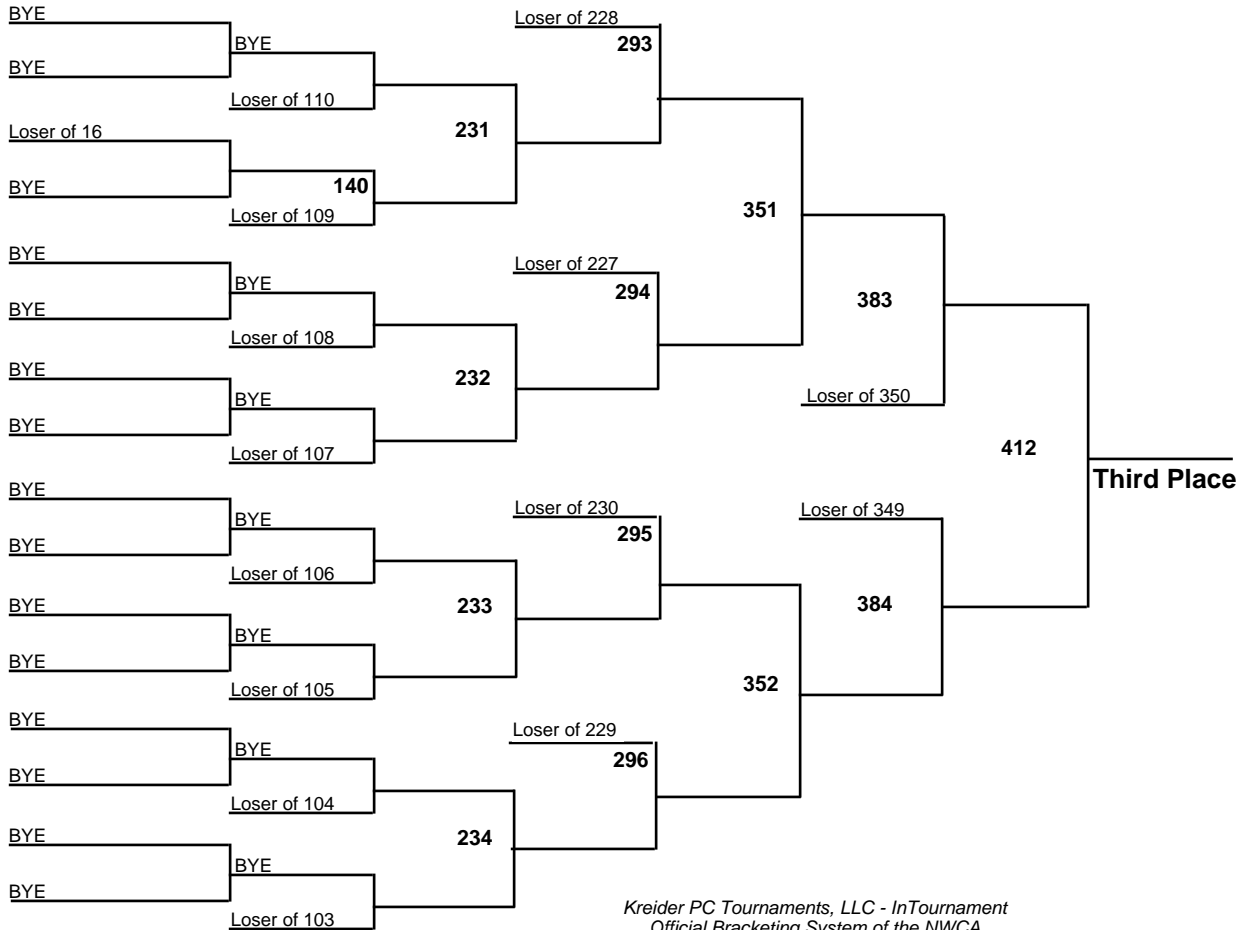 BYE
BYE
BYE
Loser of 110
Loser of 16
BYE
140
Loser of 109
231
Loser of 228
293
BYE
BYE
BYE
Loser of 108
BYE
BYE
BYE
Loser of 107
232
Loser of 227
294
351
383
Loser of 350
BYE
BYE
BYE
Loser of 106
BYE
BYE
BYE
Loser of 105
233
Loser of 230
295
BYE
BYE
BYE
Loser of 104
BYE
BYE
BYE
Loser of 103
234
Loser of 229
296
352
Loser of 349
384
412
Third Place
Kreider PC Tournaments, LLC - InTournament
Official Bracketing System of the NWCA